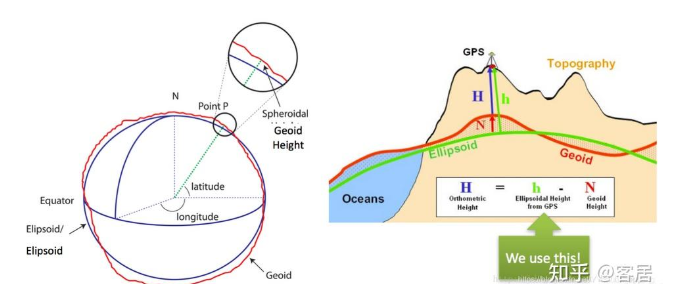 N
Point P
Spheroidal
Geoid
Height
latitude
longitude
Equator
Elipsoid/
Elipsoid
Geoid
GPS
Topography
H
h
N
Ellipsoid
Geoid
Oceans
H = h - N
Orthometric Height
Ellipsoidal Height from GPS
Geoid Height
We use this!
知乎 @客居